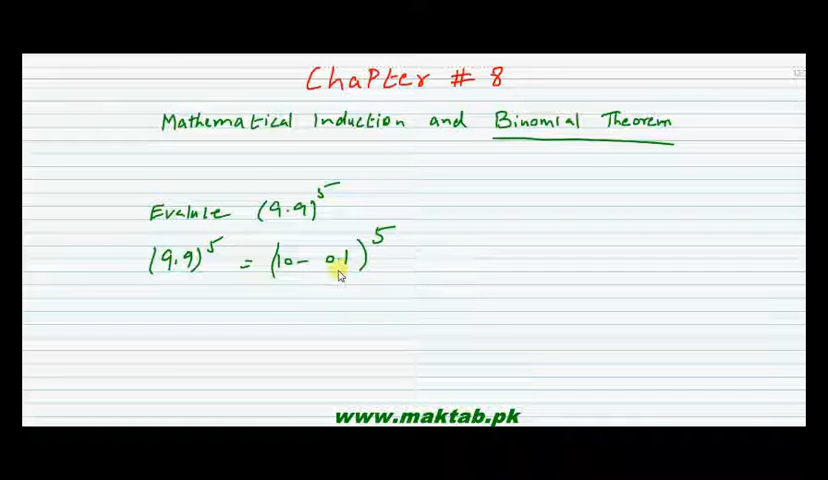 Chapter # 8
Mathematical Induction and Binomial Theorem
Evalute (9.9)^5
(9.9)^5 = (10 - 0.1)^5
www.maktab.pk